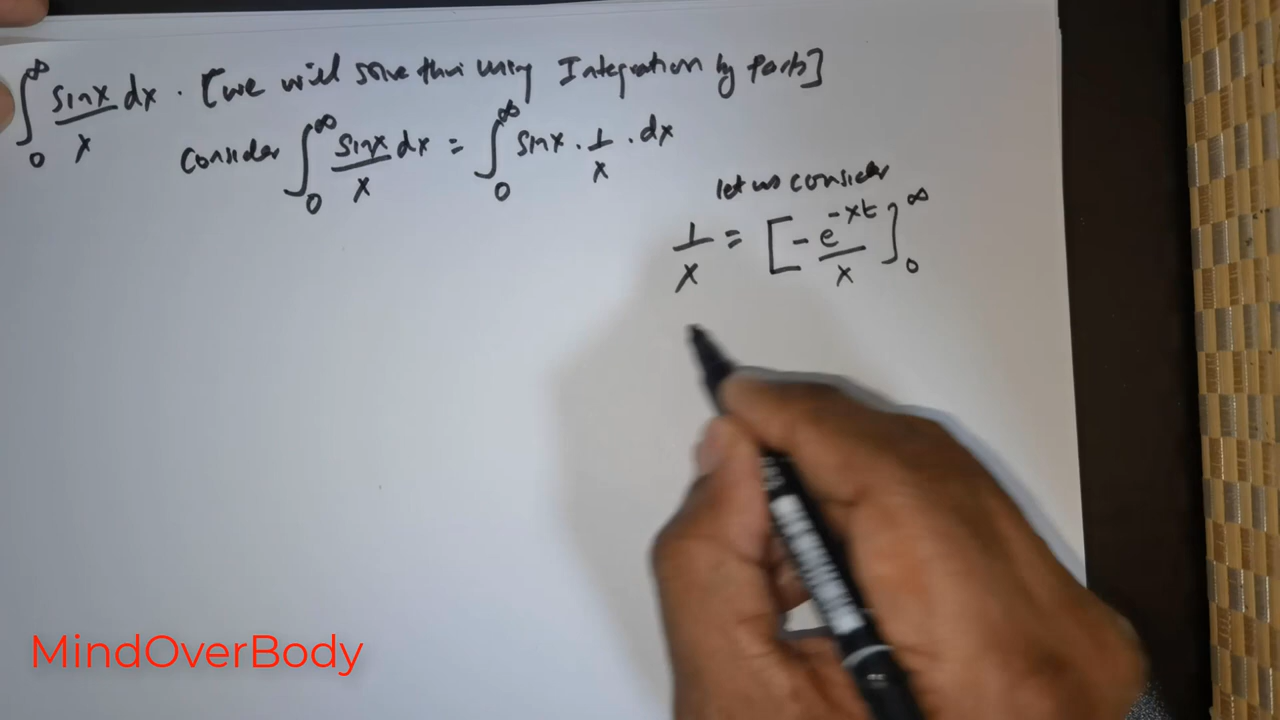 ∫₀^∞ sinx/x dx . [we will solve this using Integration by parts]
Consider ∫₀^∞ sinx/x dx = ∫₀^∞ sinx . 1/x . dx
let us consider
1/x = [-e^-xt/x]₀^∞
MindOverBody